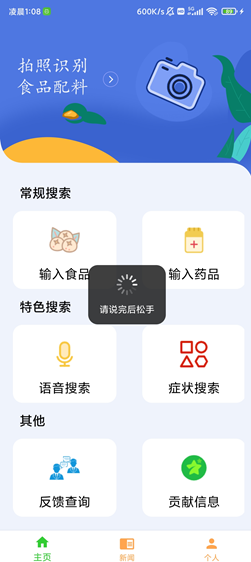 凌晨1:08
600K/s
5G
拍照识别
食品配料
常规搜索
输入食品
输入药品
特色搜索
请说完后松手
语音搜索
症状搜索
其他
反馈查询
贡献信息
主页
新闻
个人